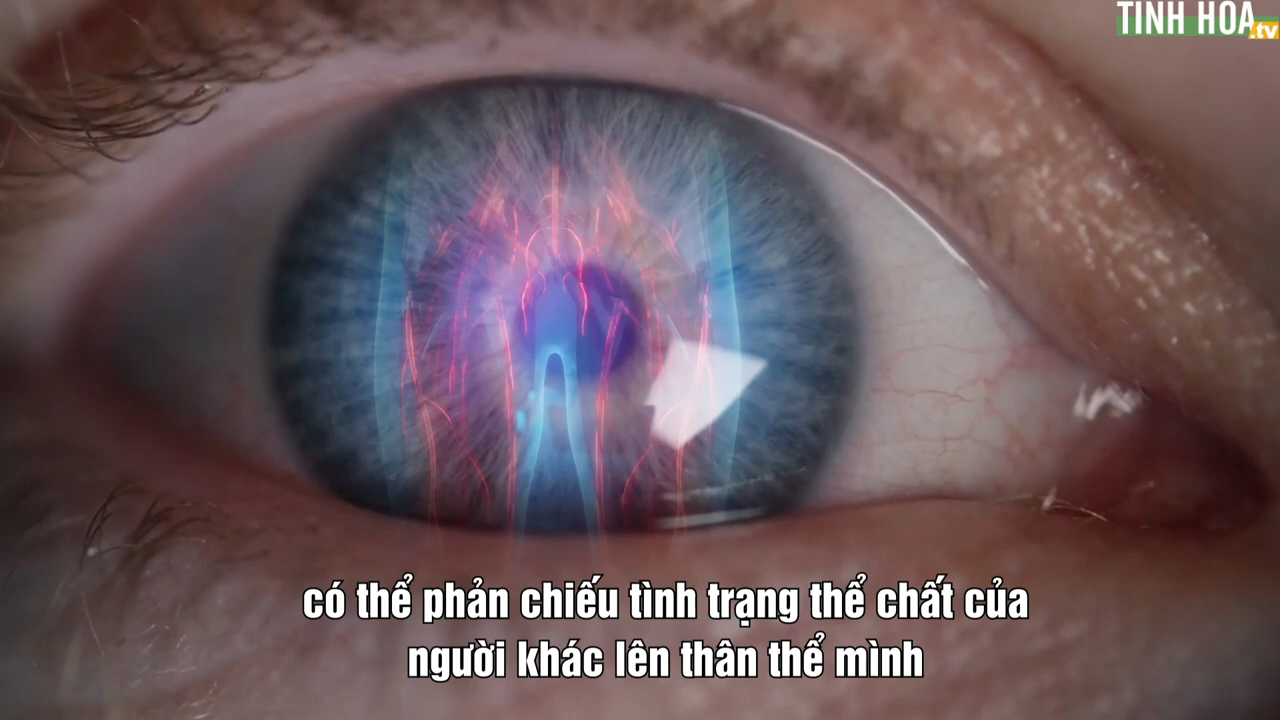 TINH HOA
.tv
có thể phản chiếu tình trạng thể chất của
người khác lên thân thể mình